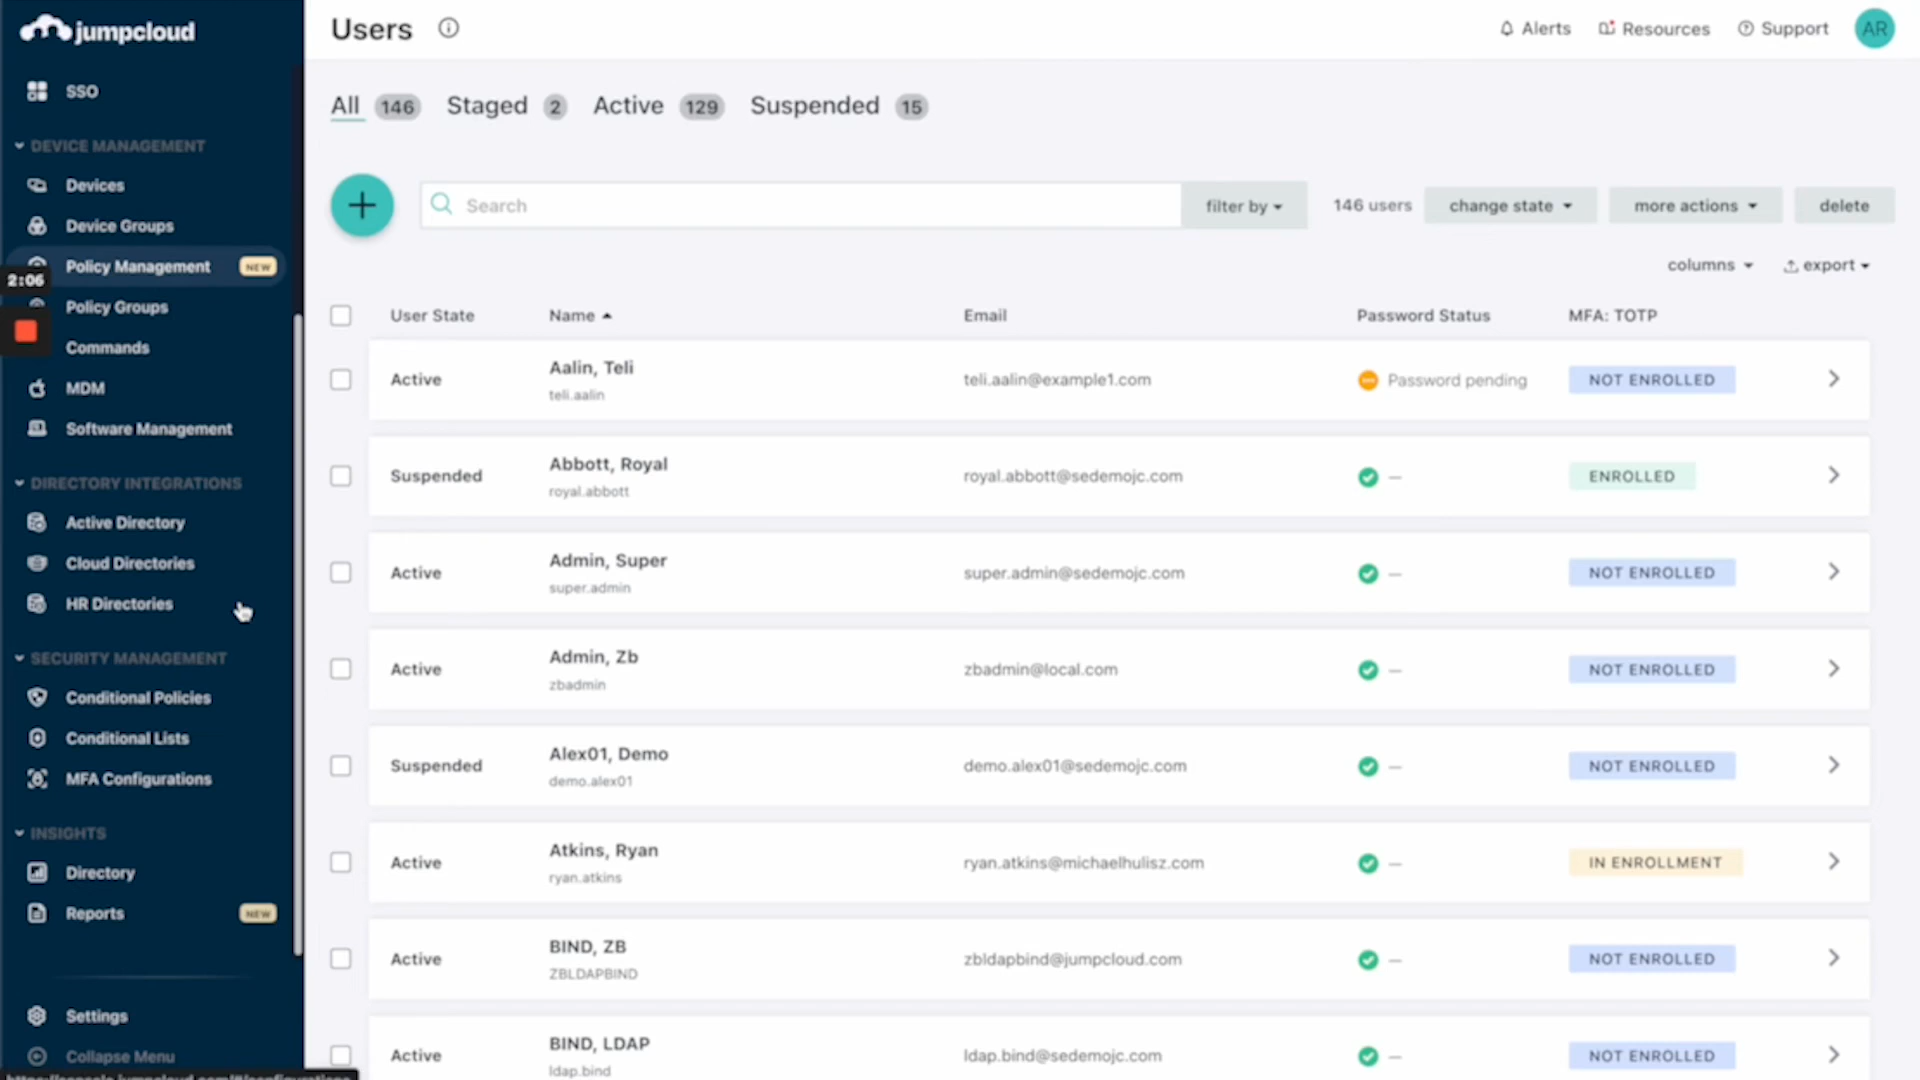 jumpcloud
SSO
DEVICE MANAGEMENT
Devices
Device Groups
Policy Management NEW
2:06
Policy Groups
Commands
MDM
Software Management
DIRECTORY INTEGRATIONS
Active Directory
Cloud Directories
HR Directories
SECURITY MANAGEMENT
Conditional Policies
Conditional Lists
MFA Configurations
INSIGHTS
Directory
Reports NEW
Settings
Collapse Menu
Users
Alerts Resources Support AR
All 146 Staged 2 Active 129 Suspended 15
Search filter by 146 users change state more actions delete
columns export
User State Name Email Password Status MFA: TOTP
Active Aalin, Teli teli.aalin@example1.com Password pending NOT ENROLLED
teli.aalin
Suspended Abbott, Royal royal.abbott@sedemojc.com – ENROLLED
royal.abbott
Active Admin, Super super.admin@sedemojc.com – NOT ENROLLED
super.admin
Active Admin, Zb zbadmin@local.com – NOT ENROLLED
zbadmin
Suspended Alex01, Demo demo.alex01@sedemojc.com – NOT ENROLLED
demo.alex01
Active Atkins, Ryan ryan.atkins@michaelhulisz.com – IN ENROLLMENT
ryan.atkins
Active BIND, ZB zbldapbind@jumpcloud.com – NOT ENROLLED
ZBLDAPBIND
Active BIND, LDAP ldap.bind@sedemojc.com – NOT ENROLLED
ldap.bind